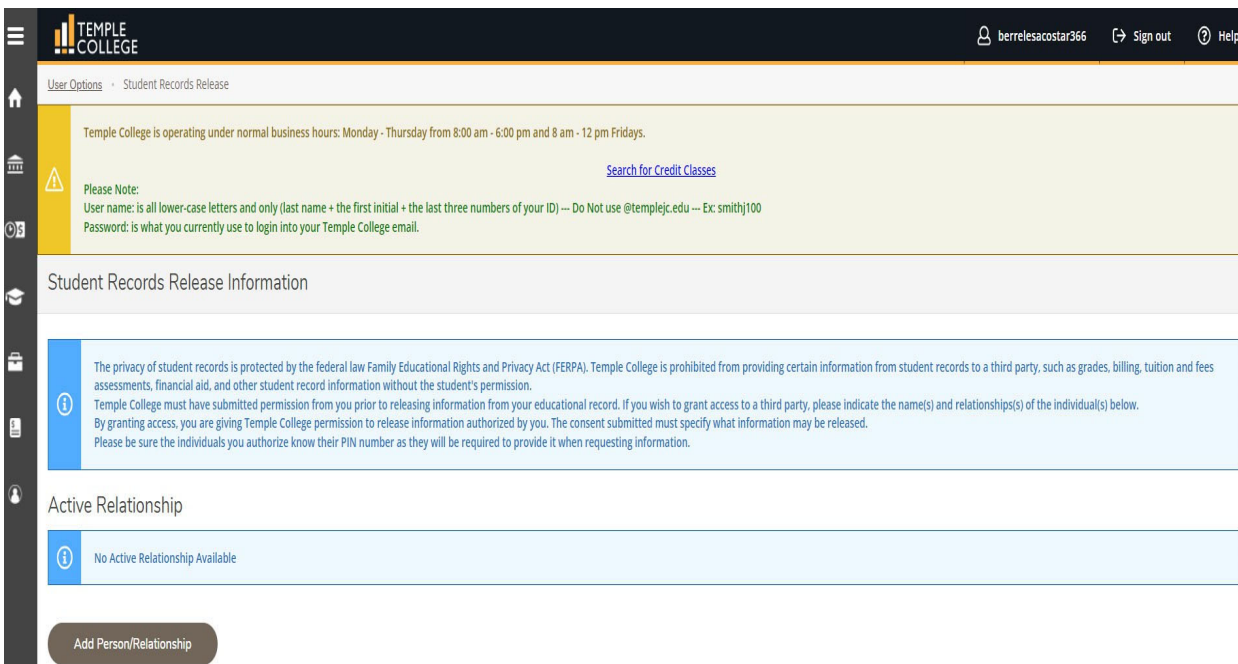 TEMPLE
COLLEGE
berrelesacostar366
Sign out
Help
User Options › Student Records Release
Temple College is operating under normal business hours: Monday - Thursday from 8:00 am - 6:00 pm and 8 am - 12 pm Fridays.
Search for Credit Classes
Please Note:
User name: is all lower-case letters and only (last name + the first initial + the last three numbers of your ID) --- Do Not use @templejc.edu --- Ex: smithj100
Password: is what you currently use to login into your Temple College email.
Student Records Release Information
The privacy of student records is protected by the federal law Family Educational Rights and Privacy Act (FERPA). Temple College is prohibited from providing certain information from student records to a third party, such as grades, billing, tuition and fees
assessments, financial aid, and other student record information without the student's permission.
Temple College must have submitted permission from you prior to releasing information from your educational record. If you wish to grant access to a third party, please indicate the name(s) and relationships(s) of the individual(s) below.
By granting access, you are giving Temple College permission to release information authorized by you. The consent submitted must specify what information may be released.
Please be sure the individuals you authorize know their PIN number as they will be required to provide it when requesting information.
Active Relationship
No Active Relationship Available
Add Person/Relationship